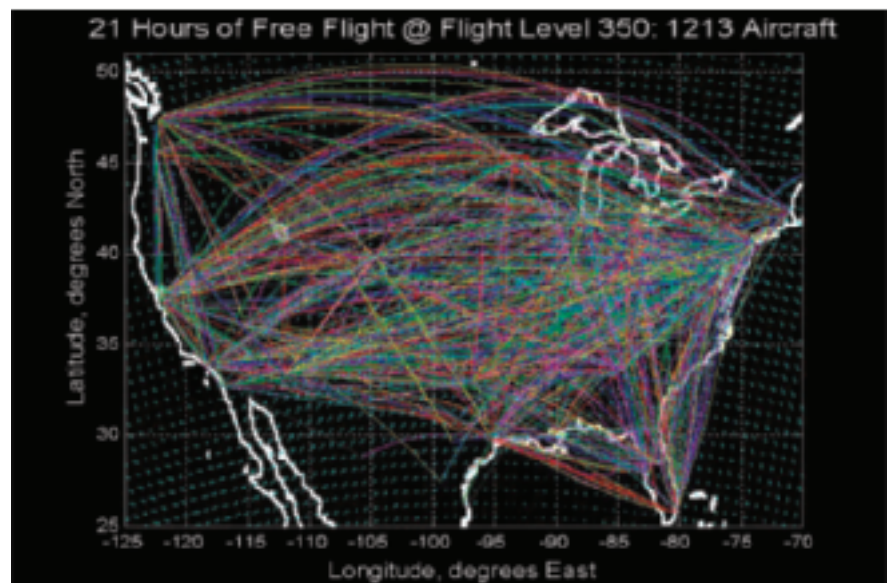 21 Hours of Free Flight @ Flight Level 350: 1213 Aircraft
Latitude, degrees North
50
45
40
35
30
25
-125 -120 -115 -110 -105 -100 -95 -90 -85 -80 -75 -70
Longitude, degrees East